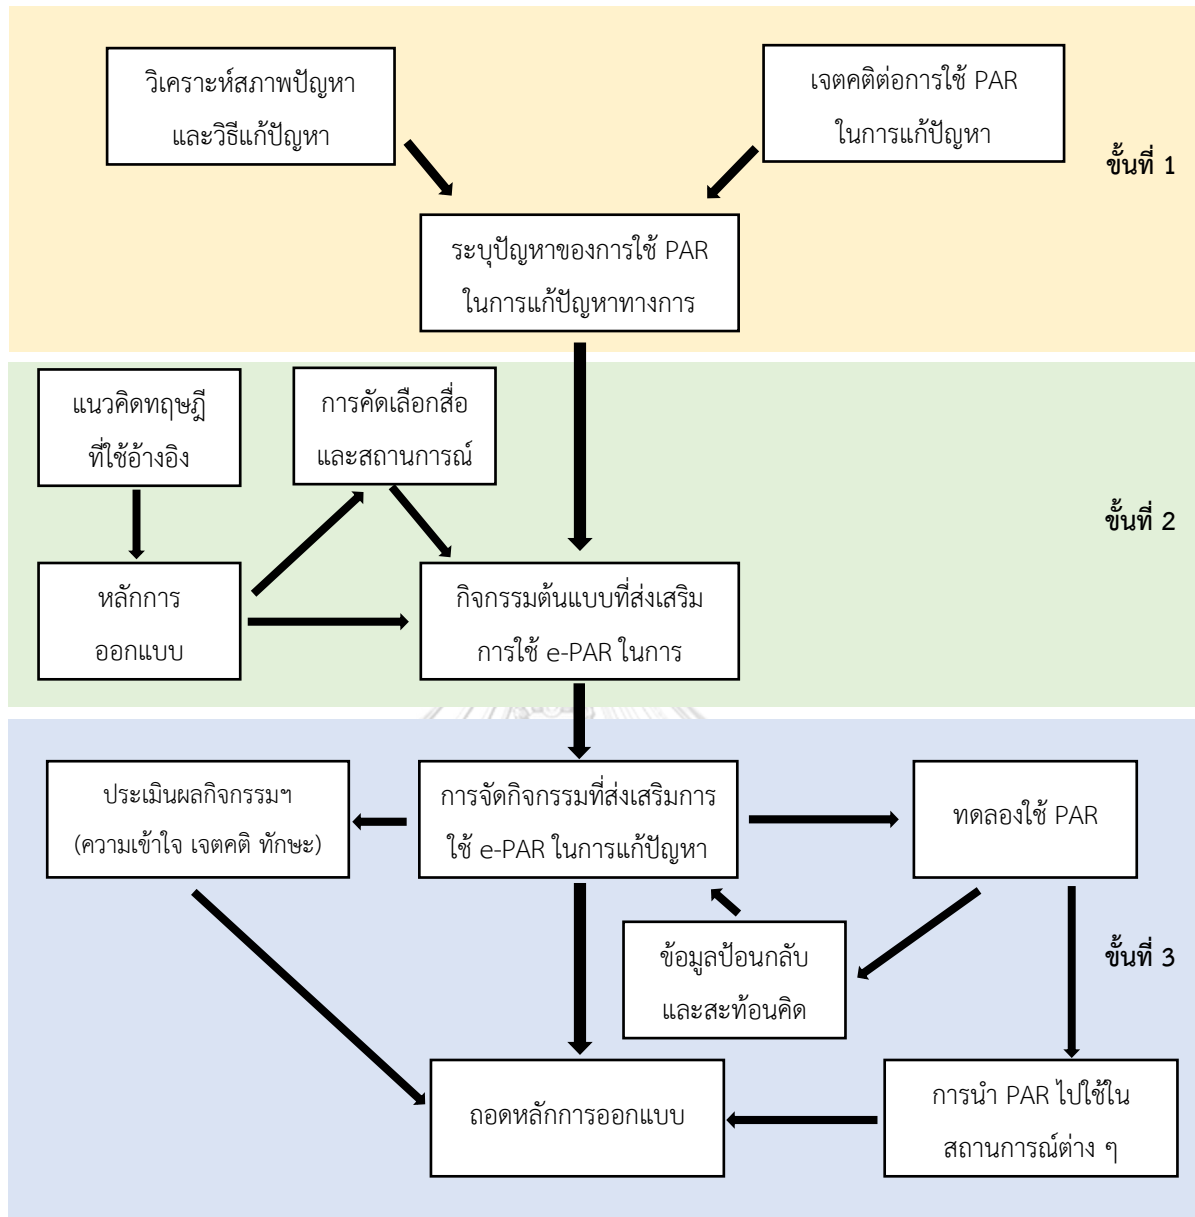 วิเคราะห์สภาพปัญหา
และวิธีแก้ปัญหา
เจตคติต่อการใช้ PAR
ในการแก้ปัญหา
ขั้นที่ 1
ระบุปัญหาของการใช้ PAR
ในการแก้ปัญหาทางการ
แนวคิดทฤษฎี
ที่ใช้อ้างอิง
การคัดเลือกสื่อ
และสถานการณ์
ขั้นที่ 2
หลักการ
ออกแบบ
กิจกรรมต้นแบบที่ส่งเสริม
การใช้ e-PAR ในการ
ประเมินผลกิจกรรมฯ
(ความเข้าใจ เจตคติ ทักษะ)
การจัดกิจกรรมที่ส่งเสริมการ
ใช้ e-PAR ในการแก้ปัญหา
ทดลองใช้ PAR
ข้อมูลป้อนกลับ
และสะท้อนคิด
ขั้นที่ 3
ถอดหลักการออกแบบ
การนำ PAR ไปใช้ใน
สถานการณ์ต่าง ๆ